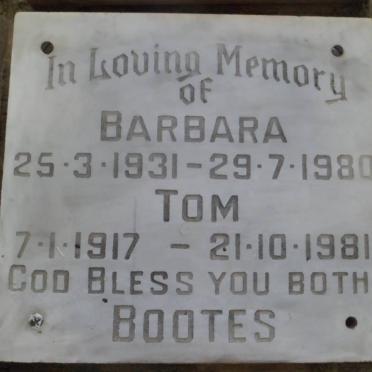 In Loving Memory
of
BARBARA
25·3·1931-29·7·1980
TOM
7·1·1917 - 21·10·1981
GOD BLESS YOU BOTH
BOOTES